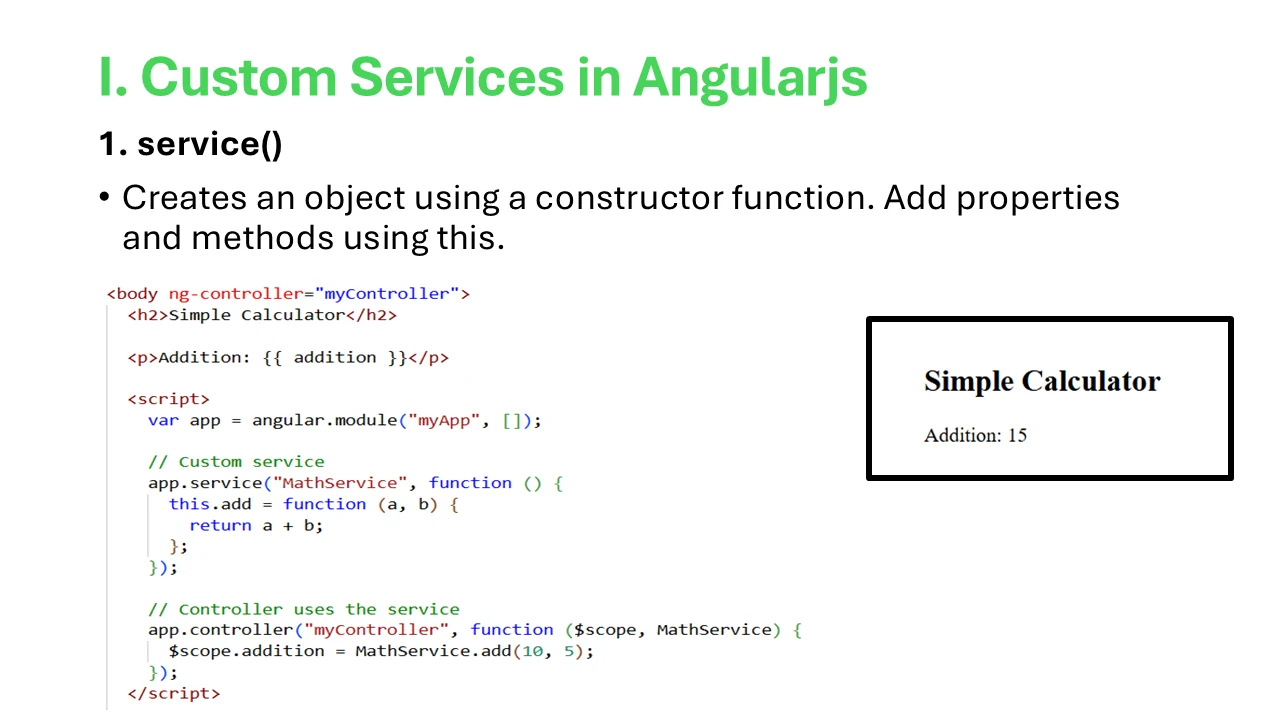 I. Custom Services in Angularjs
1. service()
• Creates an object using a constructor function. Add properties
and methods using this.
<body ng-controller="myController">
<h2>Simple Calculator</h2>
<p>Addition: {{ addition }}</p>
<script>
var app = angular.module("myApp", []);
// Custom service
app.service("MathService", function () {
this.add = function (a, b) {
return a + b;
};
});
// Controller uses the service
app.controller("myController", function ($scope, MathService) {
$scope.addition = MathService.add(10, 5);
});
</script>
Simple Calculator
Addition: 15